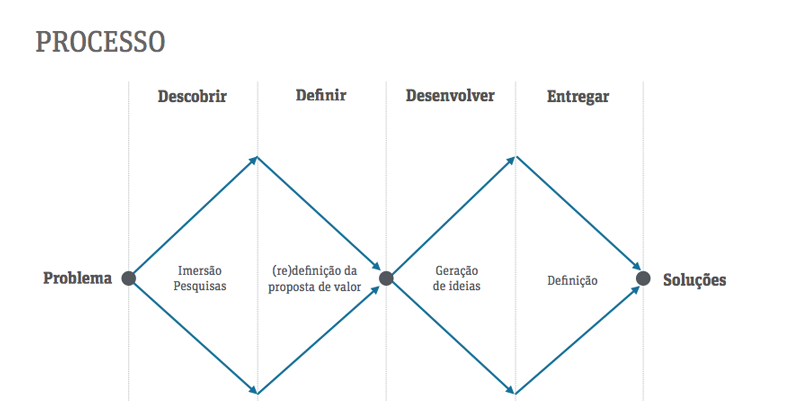 PROCESSO
Descobrir
Definir
Desenvolver
Entregar
Problema
Imersão
Pesquisas
(re)definição da
proposta de valor
Geração
de ideias
Definição
Soluções